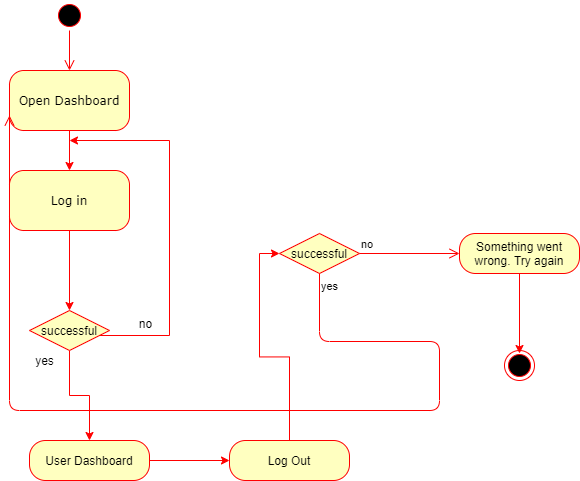 Open Dashboard
Log in
successful
no
yes
User Dashboard
Log Out
successful
no
yes
Something went
wrong. Try again